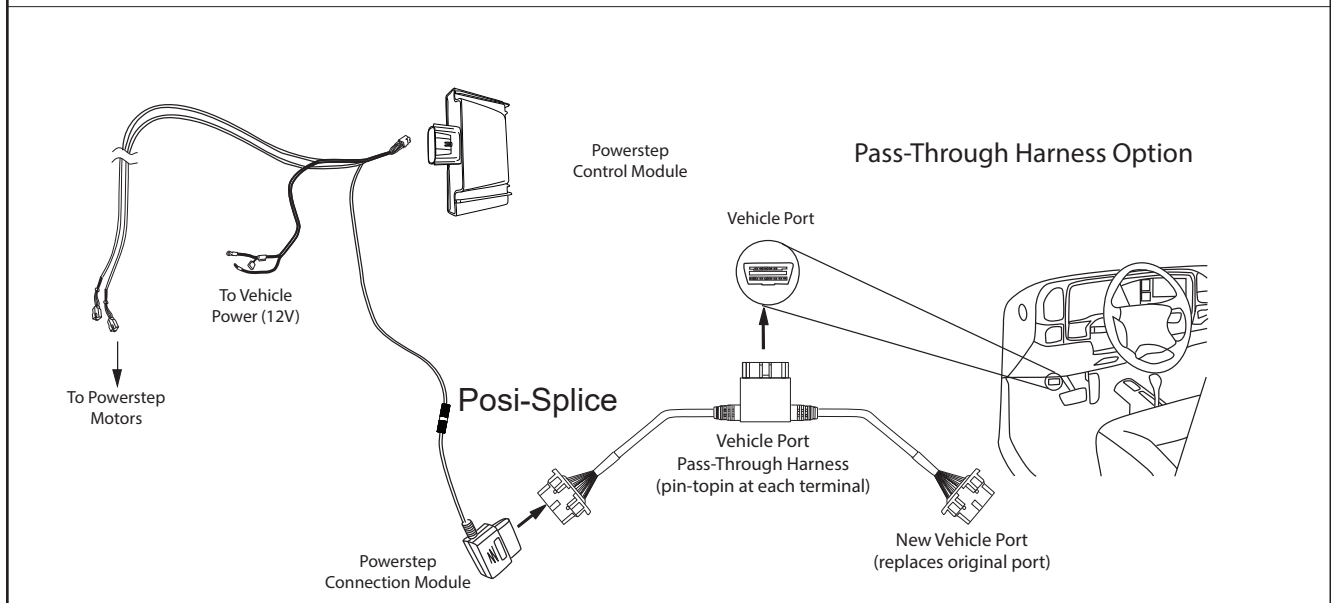 Pass-Through Harness Option
Powerstep
Control Module
Vehicle Port
To Vehicle
Power (12V)
To Powerstep
Motors
Posi-Splice
Vehicle Port
Pass-Through Harness
(pin-topin at each terminal)
New Vehicle Port
(replaces original port)
Powerstep
Connection Module